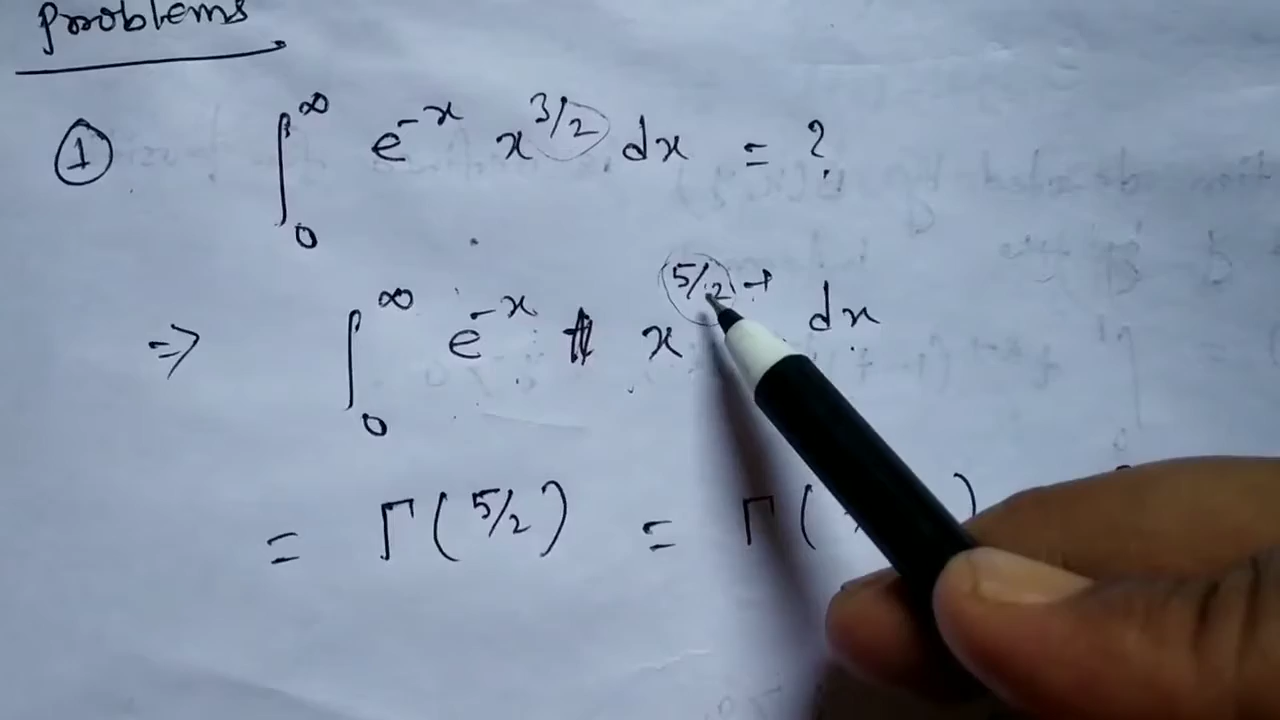 Problems
① ∫₀^∞ e^{-x} x^{3/2} dx = ?
⇒ ∫₀^∞ e^{-x} x^{5/2 -1} dx
= Γ(5/2) = Γ( )